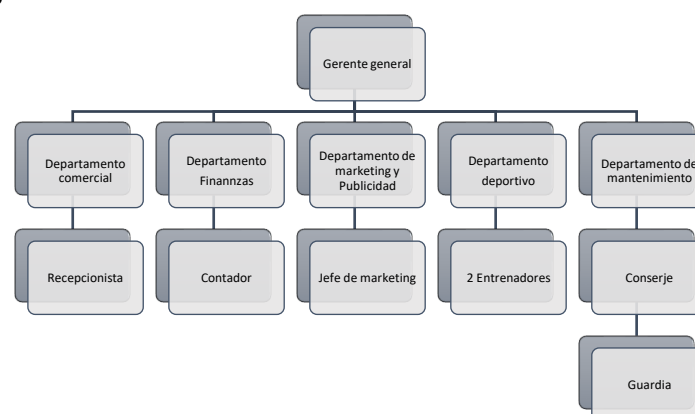 Gerente general
Departamento
comercial
Departamento
Finannzas
Departamento de
marketing y
Publicidad
Departamento
deportivo
Departamento de
mantenimiento
Recepcionista
Contador
Jefe de marketing
2 Entrenadores
Conserje
Guardia